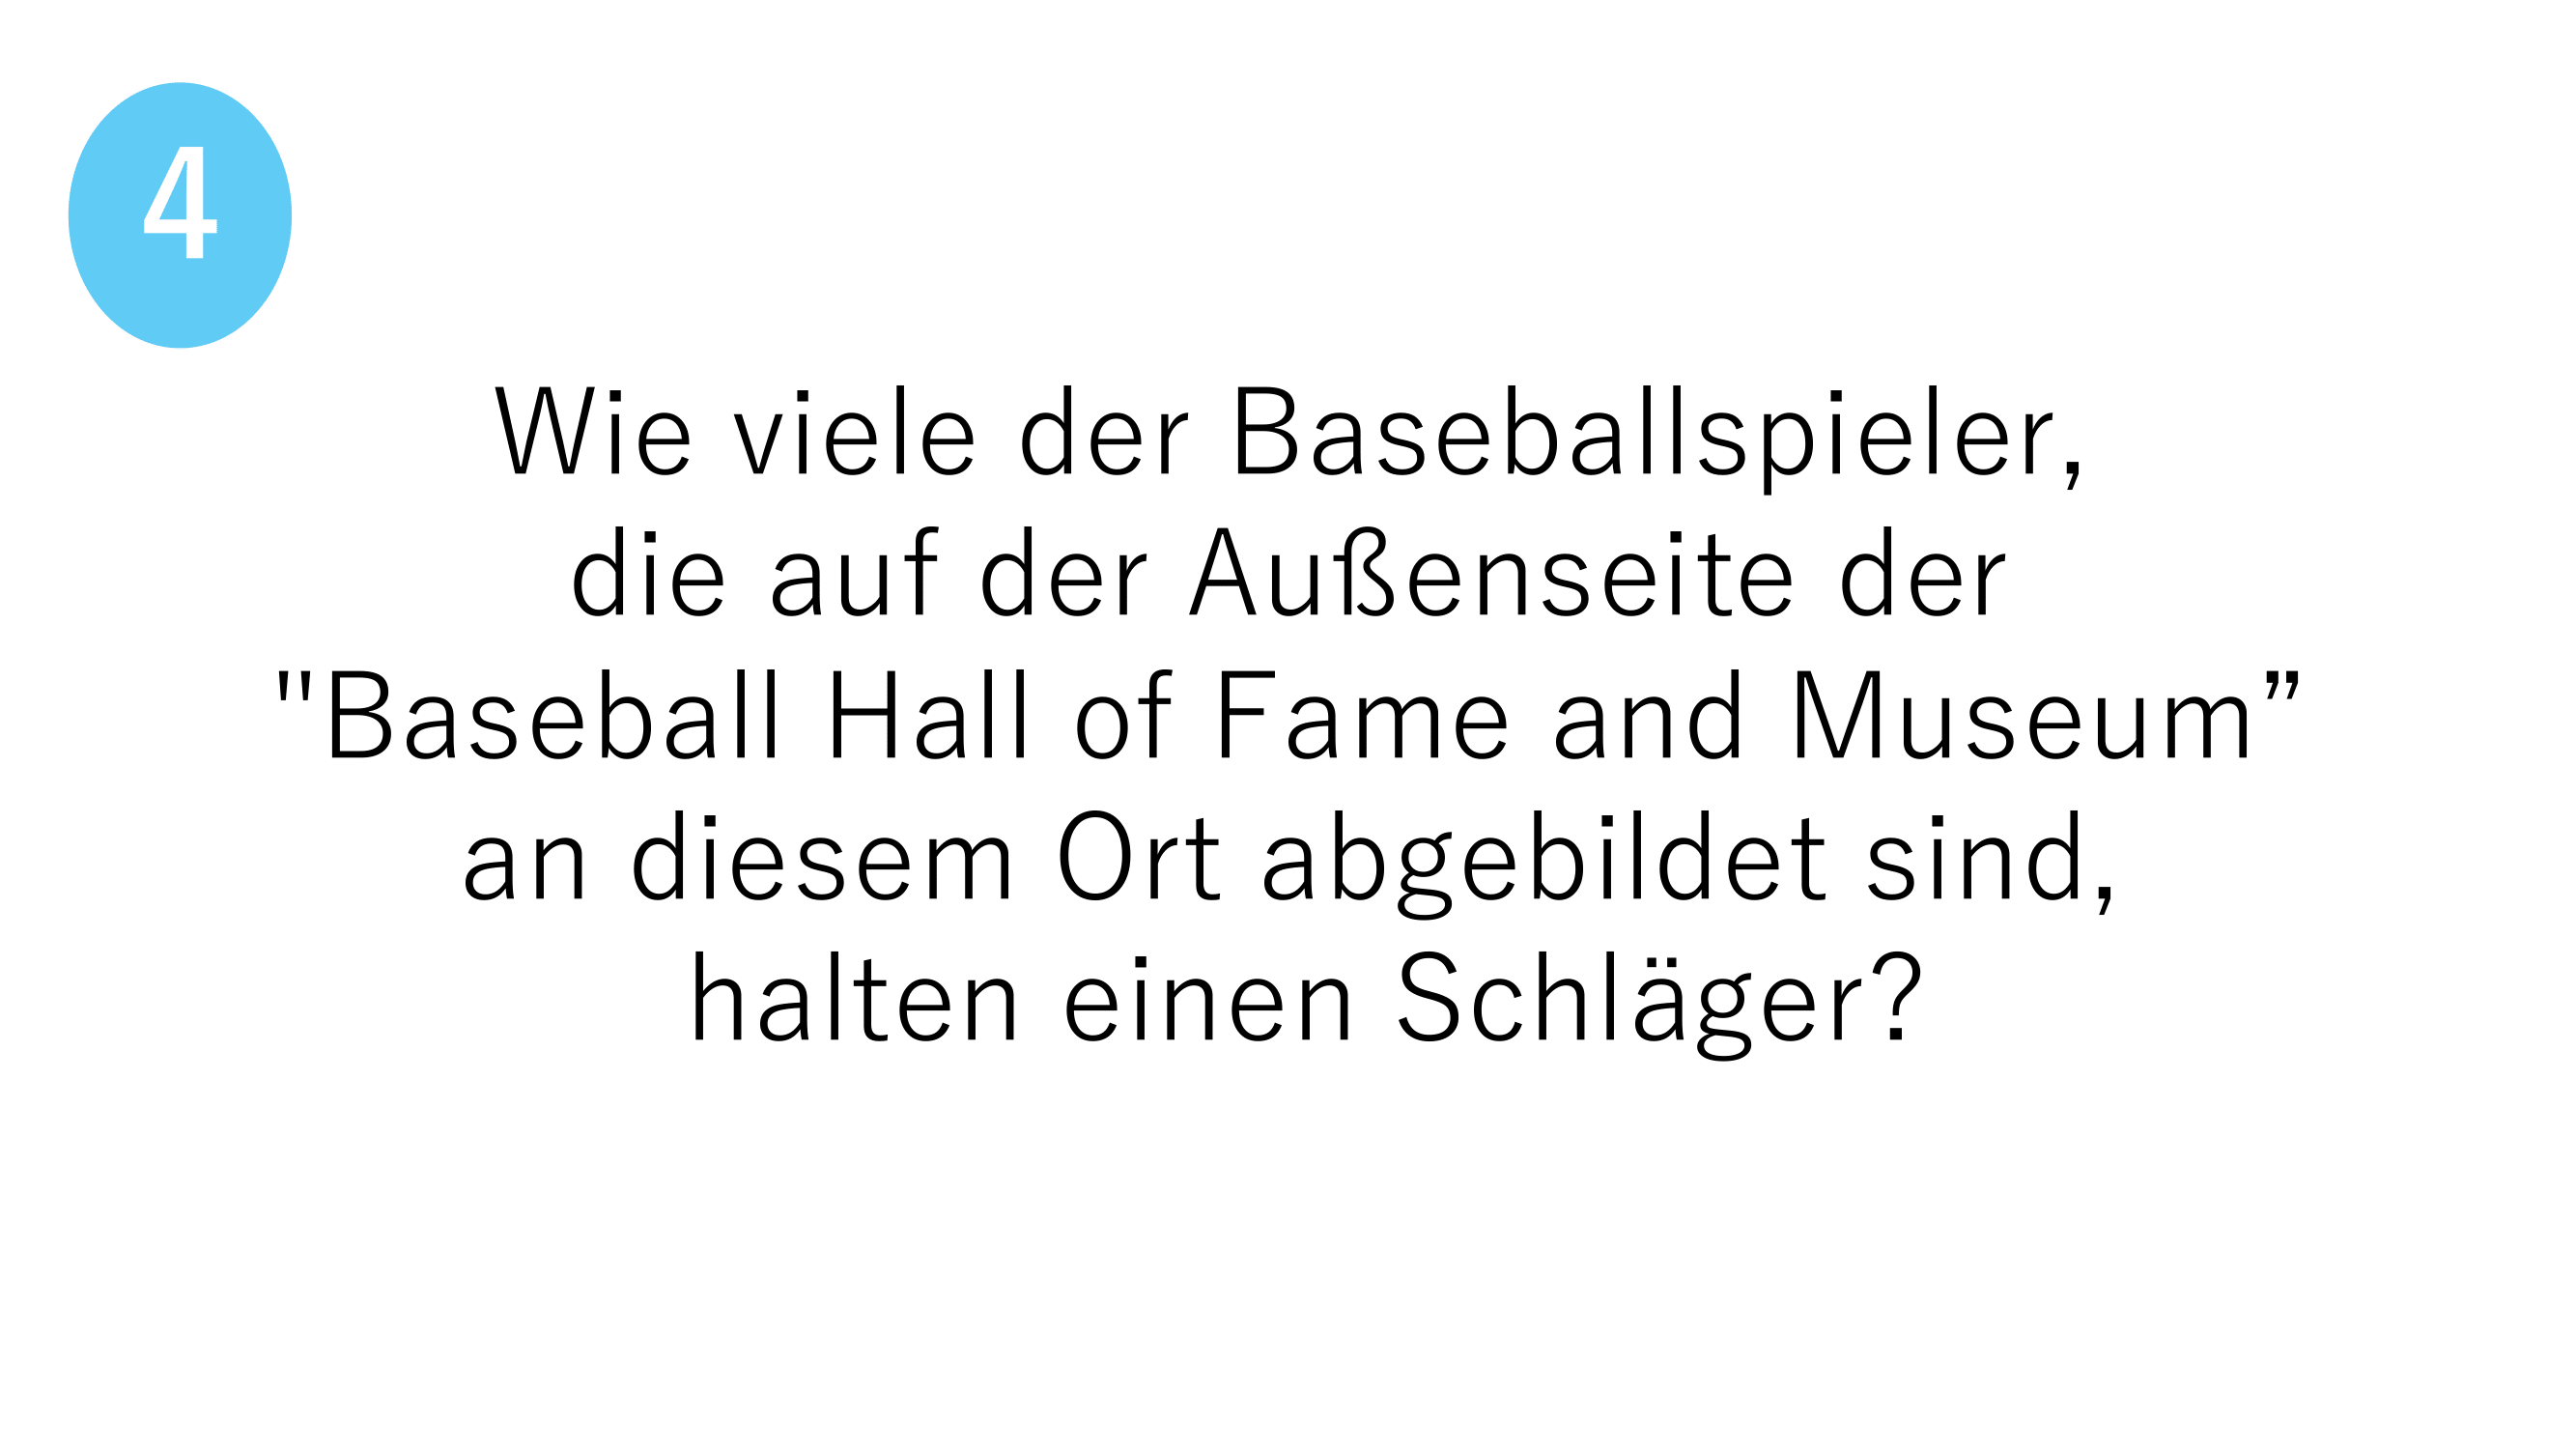 4
Wie viele der Baseballspieler,
die auf der Außenseite der
"Baseball Hall of Fame and Museum”
an diesem Ort abgebildet sind,
halten einen Schläger?